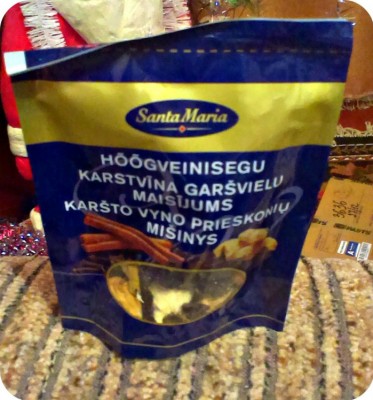 Santa Maria
HÕÕGVEINISEGU
KARSTVĪNA GARŠVIELU
MAISĪJUMS
KARŠTO VYNO PRIESKONIŲ
MIŠINYS